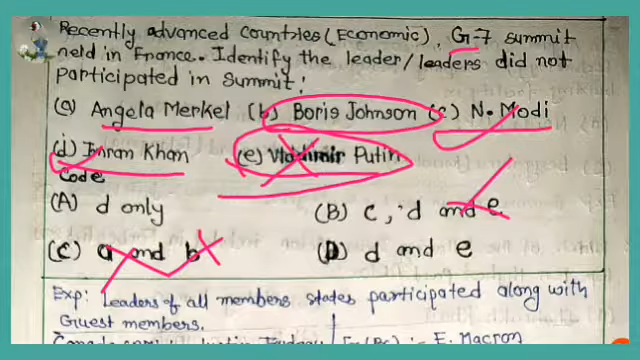 Recently advanced countries (Economic), G-7 summit
held in France. Identify the leader/leaders did not
participated in Summit!
(a) Angela Merkel (b) Boris Johnson (c) N. Modi
(d) Imran Khan (e) Vladimir Putin
Code
(A) d only (B) c, d and e
(C) a and b (D) d and e
Exp: Leaders of all members states participated along with
Guest members.
E. Macron